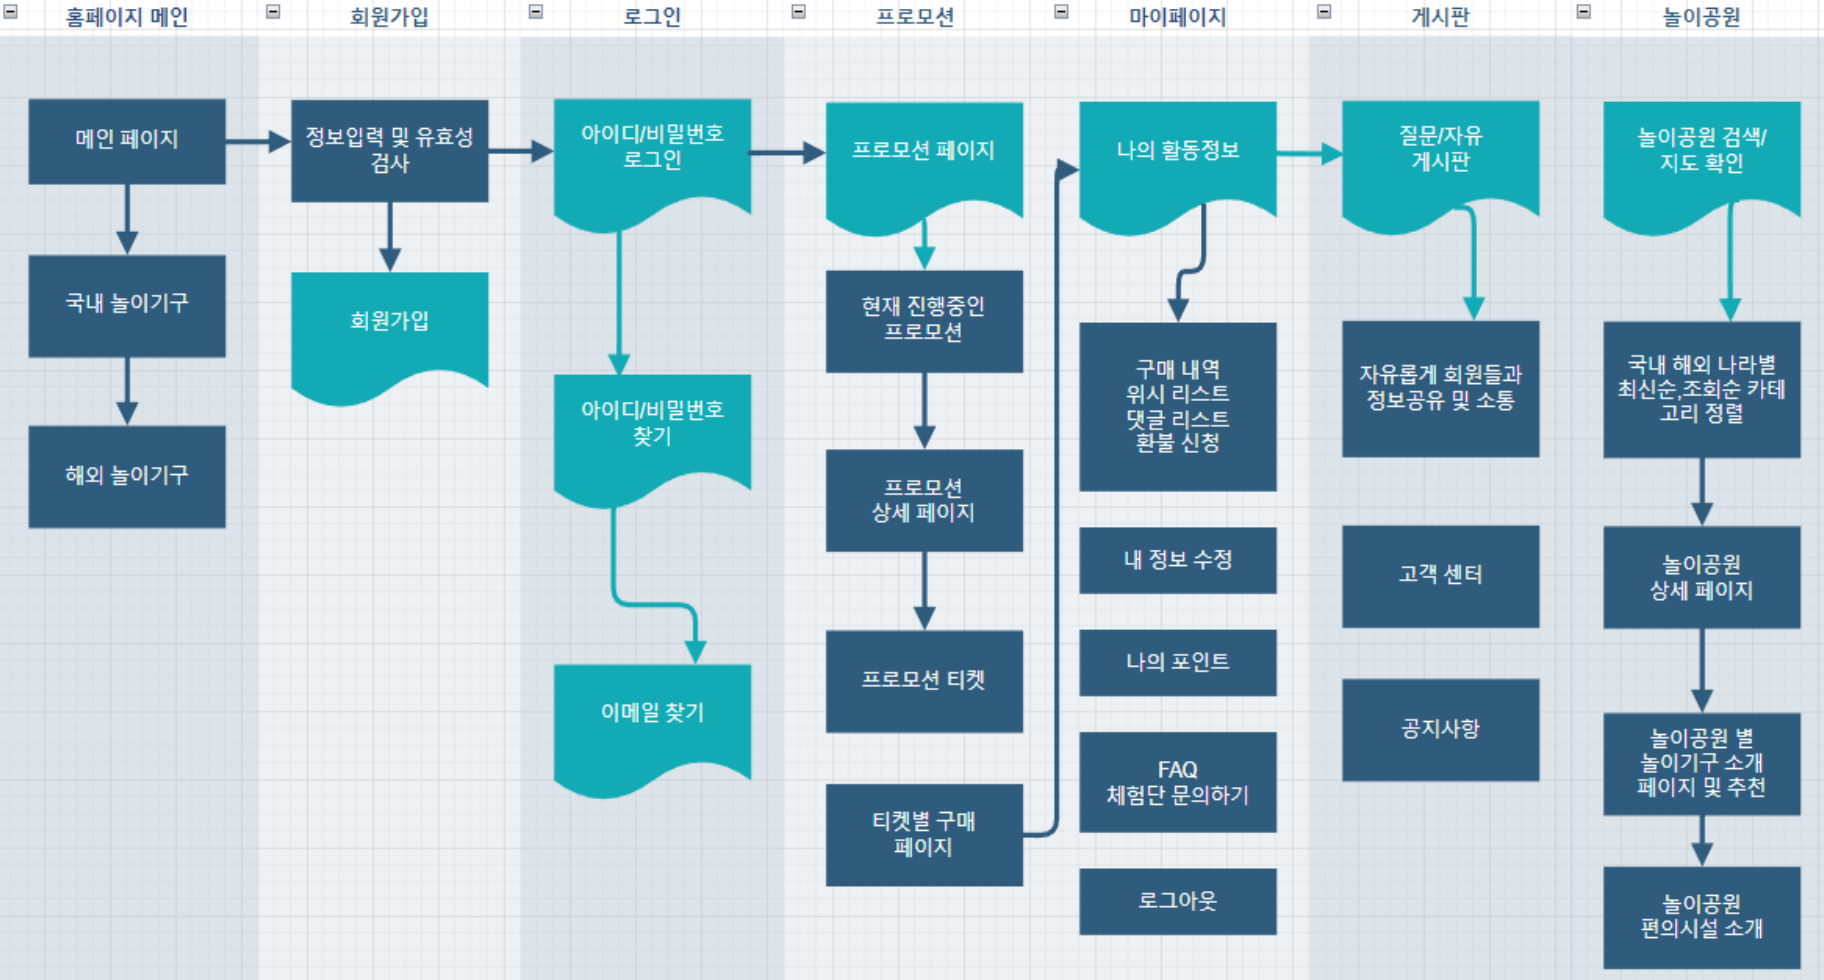 홈페이지 메인
회원가입
로그인
프로모션
마이페이지
게시판
놀이공원
메인 페이지
국내 놀이기구
해외 놀이기구
정보입력 및 유효성
검사
회원가입
아이디/비밀번호
로그인
아이디/비밀번호
찾기
이메일 찾기
프로모션 페이지
현재 진행중인
프로모션
프로모션
상세 페이지
프로모션 티켓
티켓별 구매
페이지
나의 활동정보
구매 내역
위시 리스트
댓글 리스트
환불 신청
내 정보 수정
나의 포인트
FAQ
체험단 문의하기
로그아웃
질문/자유
게시판
자유롭게 회원들과
정보공유 및 소통
고객 센터
공지사항
놀이공원 검색/
지도 확인
국내 해외 나라별
최신순,조회순 카테
고리 정렬
놀이공원
상세 페이지
놀이공원 별
놀이기구 소개
페이지 및 추천
놀이공원
편의시설 소개